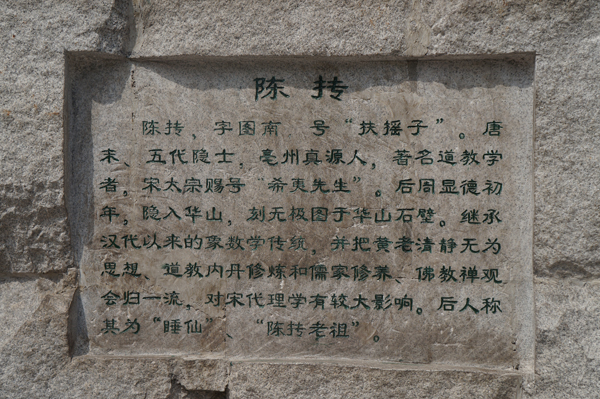 陈抟
陈抟，字图南　号“扶摇子”。唐
末、五代隐士，亳州真源人，著名道教学
者，宋太宗赐号“希夷先生”。后周显德初
年，隐入华山，刻无极图于华山石壁。继承
汉代以来的象数学传统，并把黄老清静无为
思想、道教内丹修炼和儒家修养、佛教禅观
会归一流，对宋代理学有较大影响。后人称
其为“睡仙”、“陈抟老祖”。